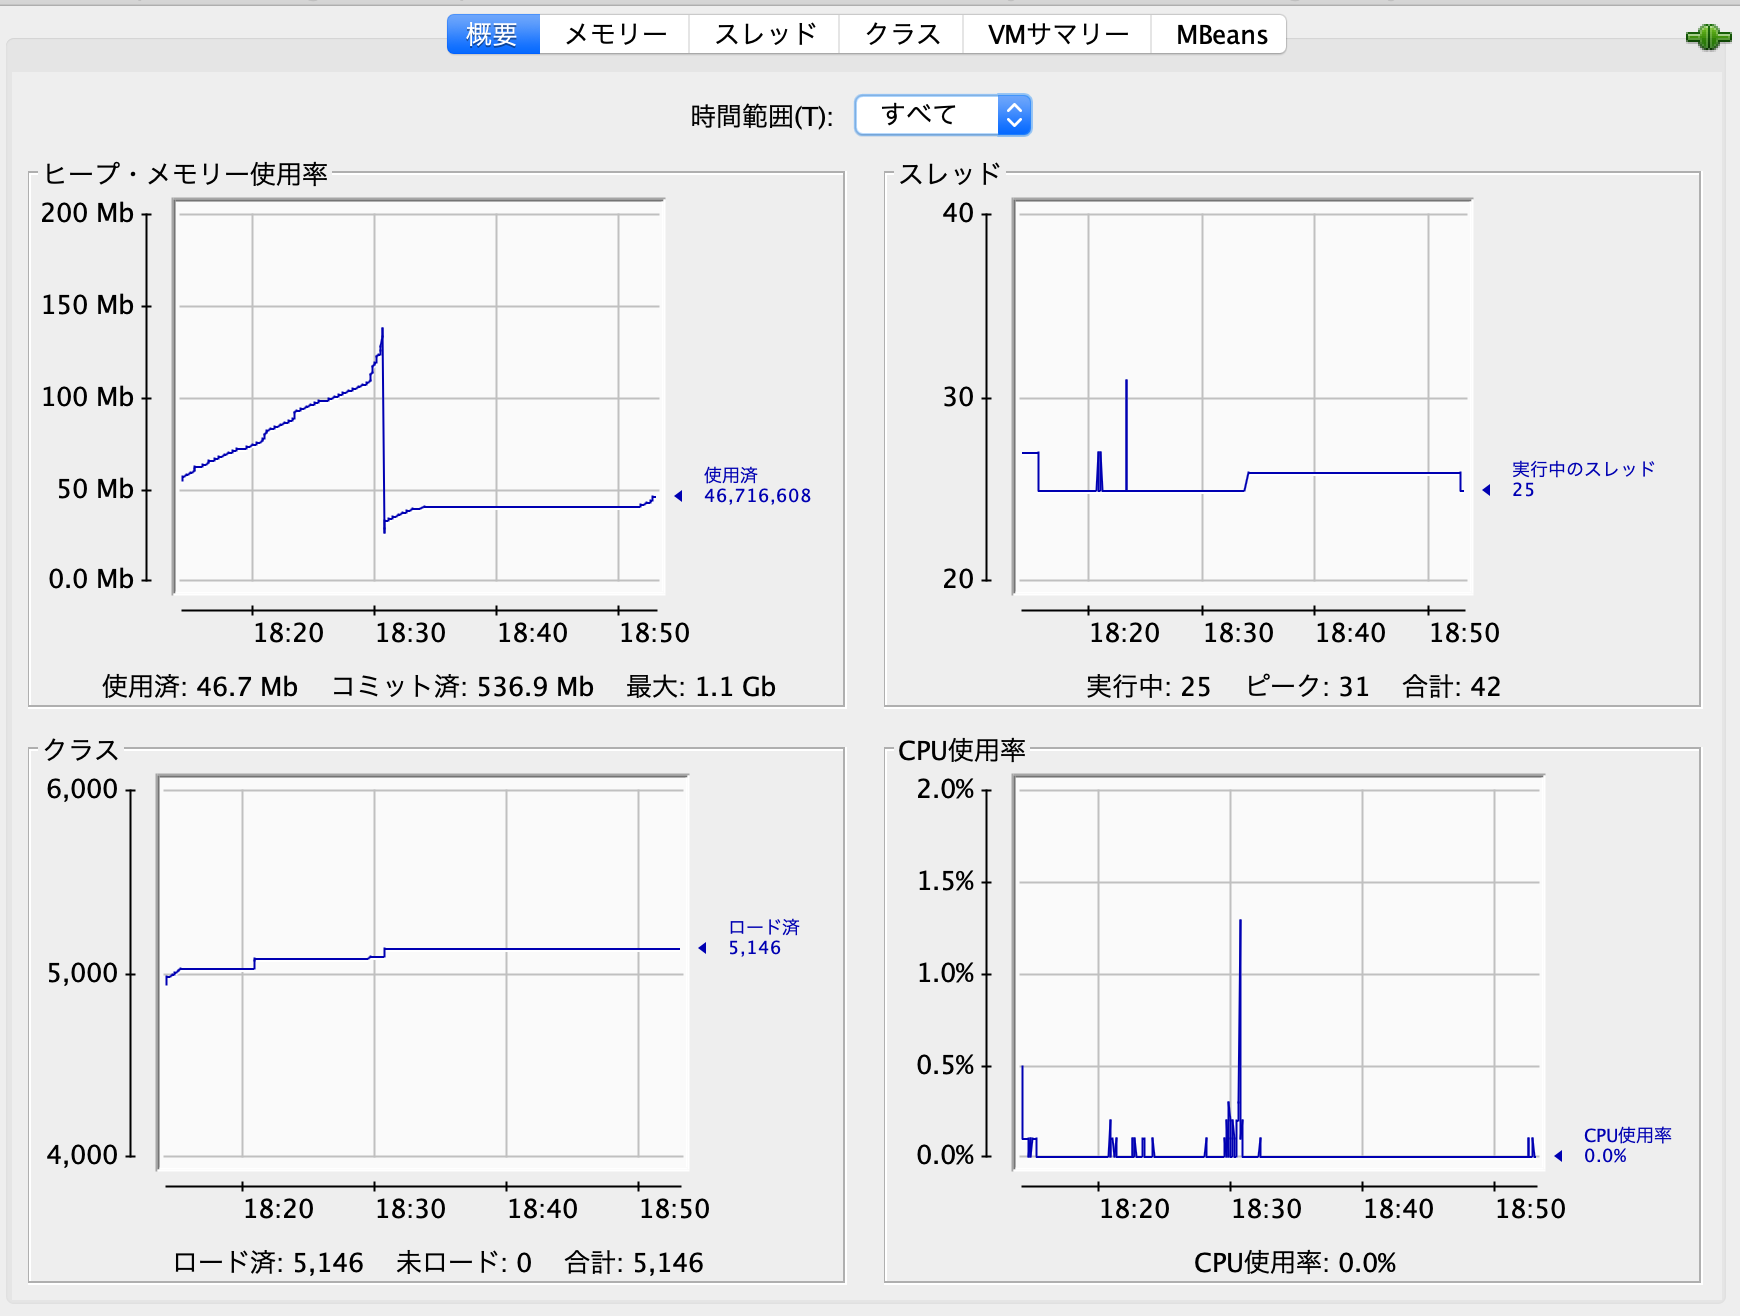 概要 メモリー スレッド クラス VMサマリー MBeans
時間範囲(T): すべて
ヒープ・メモリー使用率
200 Mb
150 Mb
100 Mb
50 Mb
0.0 Mb
使用済
46,716,608
18:20 18:30 18:40 18:50
使用済: 46.7 Mb コミット済: 536.9 Mb 最大: 1.1 Gb
スレッド
40
30
20
実行中のスレッド
25
18:20 18:30 18:40 18:50
実行中: 25 ピーク: 31 合計: 42
クラス
6,000
5,000
4,000
ロード済
5,146
18:20 18:30 18:40 18:50
ロード済: 5,146 未ロード: 0 合計: 5,146
CPU使用率
2.0%
1.5%
1.0%
0.5%
0.0%
CPU使用率
0.0%
18:20 18:30 18:40 18:50
CPU使用率: 0.0%